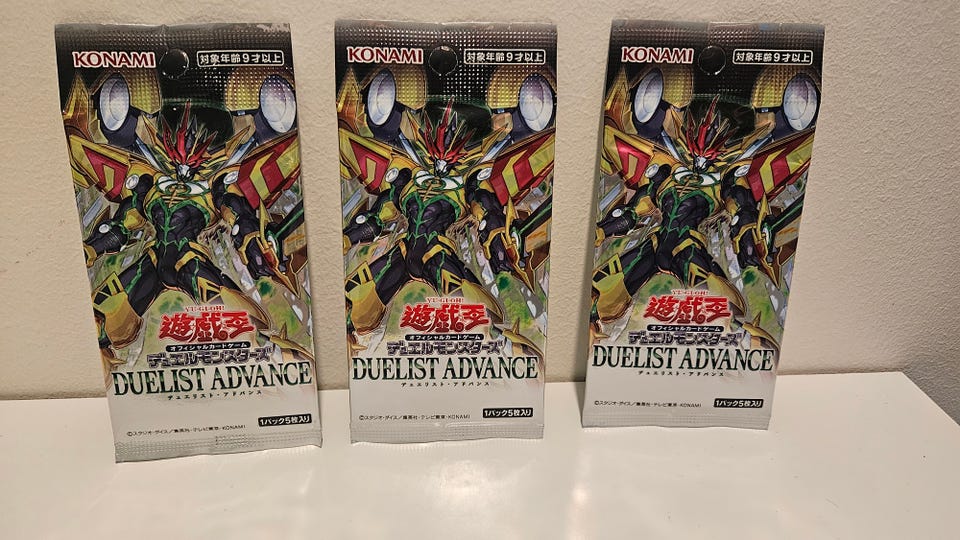 KONAMI
対象年齢9才以上
YU-GI-OH!
遊戯王
オフィシャルカードゲーム
デュエルモンスターズ
DUELIST ADVANCE
デュエリスト・アドバンス
©スタジオ・ダイス/集英社・テレビ東京・KONAMI
1パック5枚入り
KONAMI
対象年齢9才以上
YU-GI-OH!
遊戯王
オフィシャルカードゲーム
デュエルモンスターズ
DUELIST ADVANCE
デュエリスト・アドバンス
©スタジオ・ダイス/集英社・テレビ東京・KONAMI
1パック5枚入り
KONAMI
対象年齢9才以上
YU-GI-OH!
遊戯王
オフィシャルカードゲーム
デュエルモンスターズ
DUELIST ADVANCE
デュエリスト・アドバンス
©スタジオ・ダイス/集英社・テレビ東京・KONAMI
1パック5枚入り